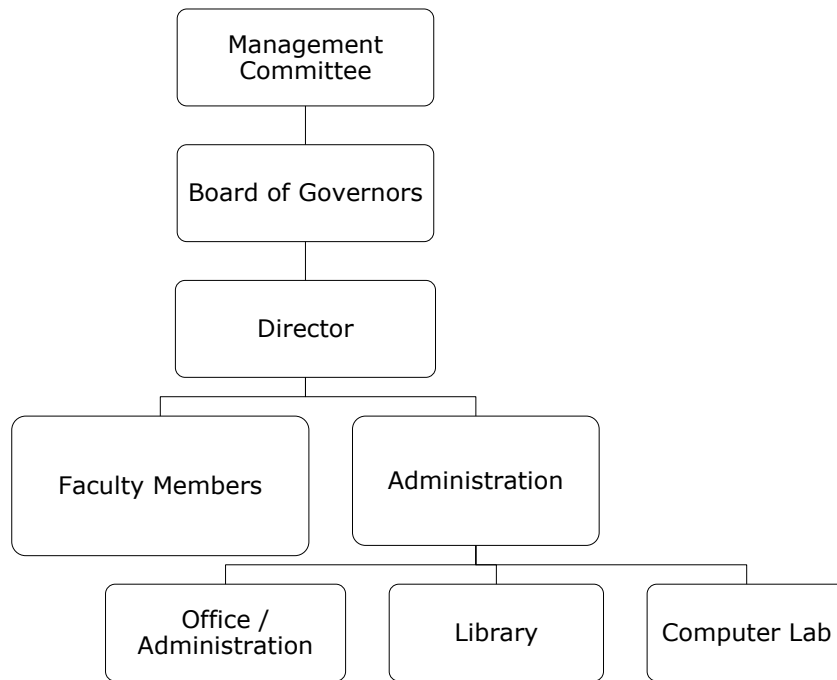 Management
Committee
Board of Governors
Director
Faculty Members
Administration
Office /
Administration
Library
Computer Lab